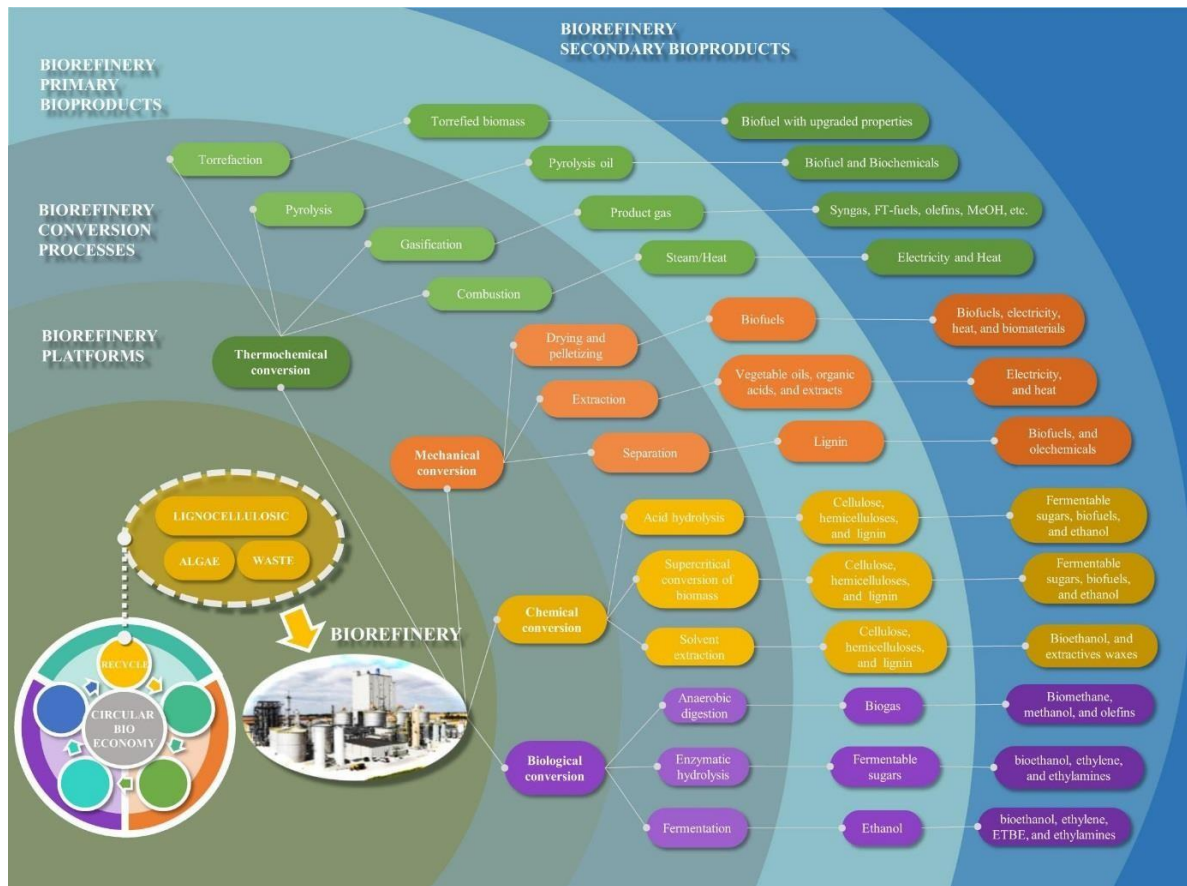 BIOREFINERY
SECONDARY BIOPRODUCTS
BIOREFINERY
PRIMARY
BIOPRODUCTS
Torrefied biomass
Biofuel with upgraded properties
Torrefaction
Pyrolysis oil
Biofuel and Biochemicals
BIOREFINERY
CONVERSION
PROCESSES
Pyrolysis
Product gas
Syngas, FT-fuels, olefins, MeOH, etc.
Gasification
Steam/Heat
Electricity and Heat
Combustion
BIOREFINERY
PLATFORMS
Thermochemical
conversion
Drying and
pelletizing
Biofuels
Biofuels, electricity,
heat, and biomaterials
Extraction
Vegetable oils, organic
acids, and extracts
Electricity,
and heat
Mechanical
conversion
Separation
Lignin
Biofuels, and
olechemicals
LIGNOCELLULOSIC
ALGAE
WASTE
Acid hydrolysis
Cellulose,
hemicelluloses,
and lignin
Fermentable
sugars, biofuels,
and ethanol
Supercritical
conversion of
biomass
Cellulose,
hemicelluloses,
and lignin
Fermentable
sugars, biofuels,
and ethanol
Chemical
conversion
Solvent
extraction
Cellulose,
hemicelluloses,
and lignin
Bioethanol, and
extractives waxes
BIOREFINERY
RECYCLE
CIRCULAR
BIO
ECONOMY
Anaerobic
digestion
Biogas
Biomethane,
methanol, and olefins
Biological
conversion
Enzymatic
hydrolysis
Fermentable
sugars
bioethanol, ethylene,
and ethylamines
Fermentation
Ethanol
bioethanol, ethylene,
ETBE, and ethylamines